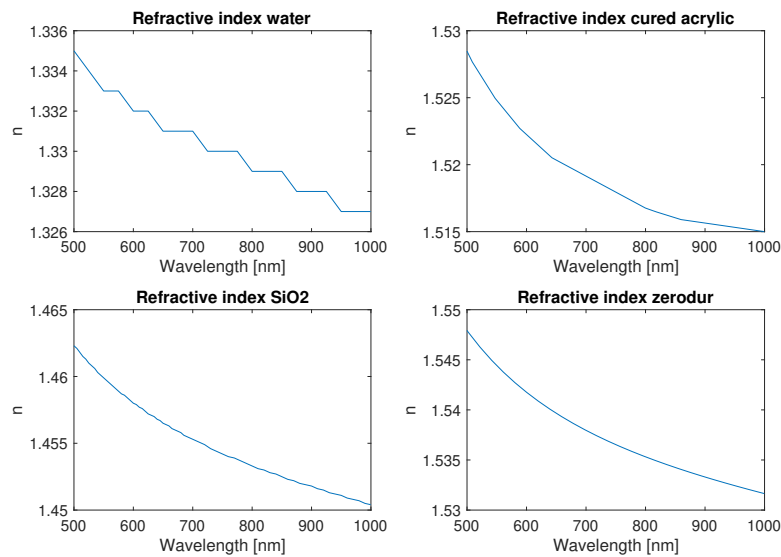 Refractive index water
1.336
1.334
1.332
1.33
1.328
1.326
n
500 600 700 800 900 1000
Wavelength [nm]
Refractive index cured acrylic
1.53
1.525
1.52
1.515
n
500 600 700 800 900 1000
Wavelength [nm]
Refractive index SiO2
1.465
1.46
1.455
1.45
n
500 600 700 800 900 1000
Wavelength [nm]
Refractive index zerodur
1.55
1.545
1.54
1.535
1.53
n
500 600 700 800 900 1000
Wavelength [nm]